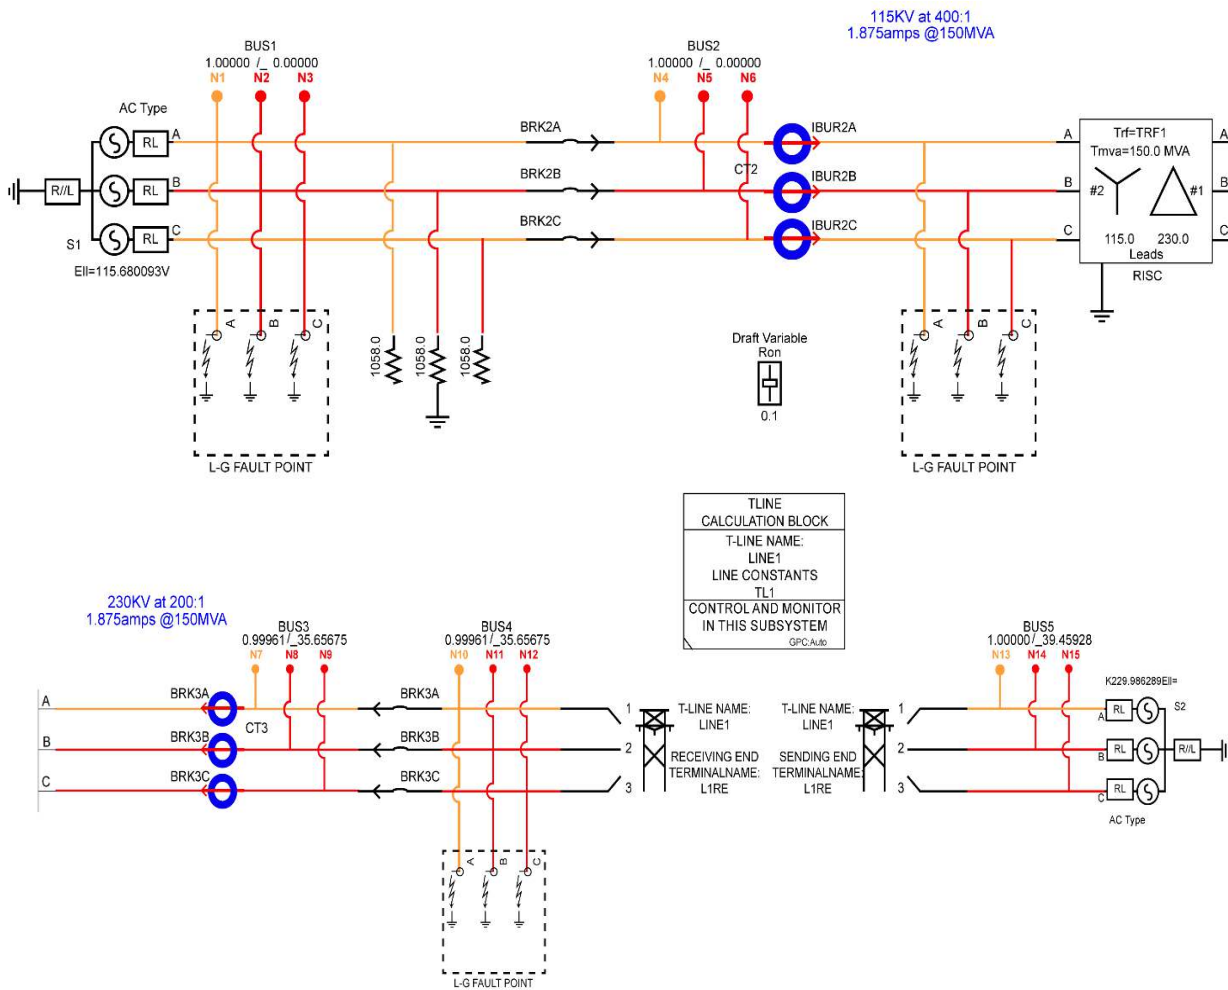 115KV at 400:1
1.875amps @150MVA
BUS1
1.00000 /_ 0.00000
N1 N2 N3
BUS2
1.00000 /_ 0.00000
N4 N5 N6
AC Type
RL A
R//L RL B
RL C
S1
Ell=115.680093V
BRK2A
BRK2B
BRK2C
CT2
IBUR2A
IBUR2B
IBUR2C
A Trf=TRF1 A
Tmva=150.0 MVA
B #2 #1 B
C 115.0 230.0 C
Leads
RISC
A B C
L-G FAULT POINT
1058.0 1058.0 1058.0
Draft Variable
Ron
0.1
A B C
L-G FAULT POINT
TLINE
CALCULATION BLOCK
T-LINE NAME:
LINE1
LINE CONSTANTS
TL1
CONTROL AND MONITOR
IN THIS SUBSYSTEM
GPC:Auto
230KV at 200:1
1.875amps @150MVA
BUS3
0.99961/_35.65675
N7 N8 N9
BUS4
0.99961/_35.65675
N10 N11 N12
BUS5
1.00000/_39.45928
N13 N14 N15
A BRK3A BRK3A
CT3
B BRK3B BRK3B
C BRK3C BRK3C
1 T-LINE NAME:
LINE1
2 RECEIVING END
TERMINALNAME:
3 L1RE
T-LINE NAME: 1
LINE1
SENDING END 2
TERMINALNAME:
L1RE 3
K229.986289Ell=
A RL S2
B RL R//L
C RL
AC Type
A B C
L-G FAULT POINT